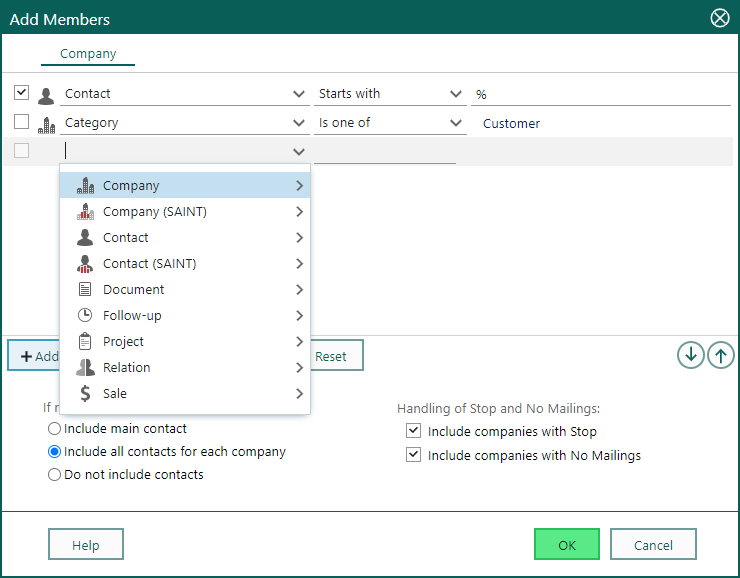 Add Members
Company
Contact Starts with %
Category Is one of Customer
Company
Company (SAINT)
Contact
Contact (SAINT)
Document
Follow-up
Project
Relation
Sale
+ Add
Reset
If
Include main contact
Include all contacts for each company
Do not include contacts
Handling of Stop and No Mailings:
Include companies with Stop
Include companies with No Mailings
Help
OK
Cancel